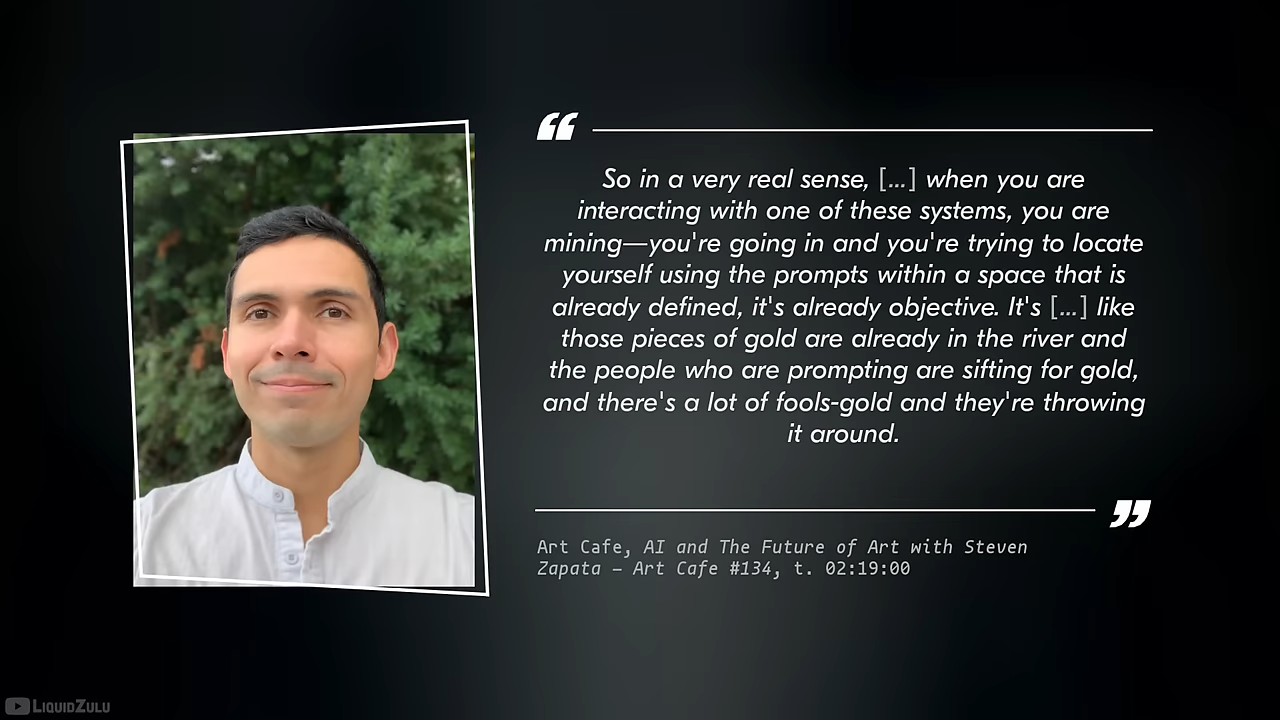 “
So in a very real sense, [...] when you are
interacting with one of these systems, you are
mining—you're going in and you're trying to locate
yourself using the prompts within a space that is
already defined, it's already objective. It's [...] like
those pieces of gold are already in the river and
the people who are prompting are sifting for gold,
and there's a lot of fools-gold and they're throwing
it around.
”
Art Cafe, AI and The Future of Art with Steven
Zapata – Art Cafe #134, t. 02:19:00
LiquidZulu